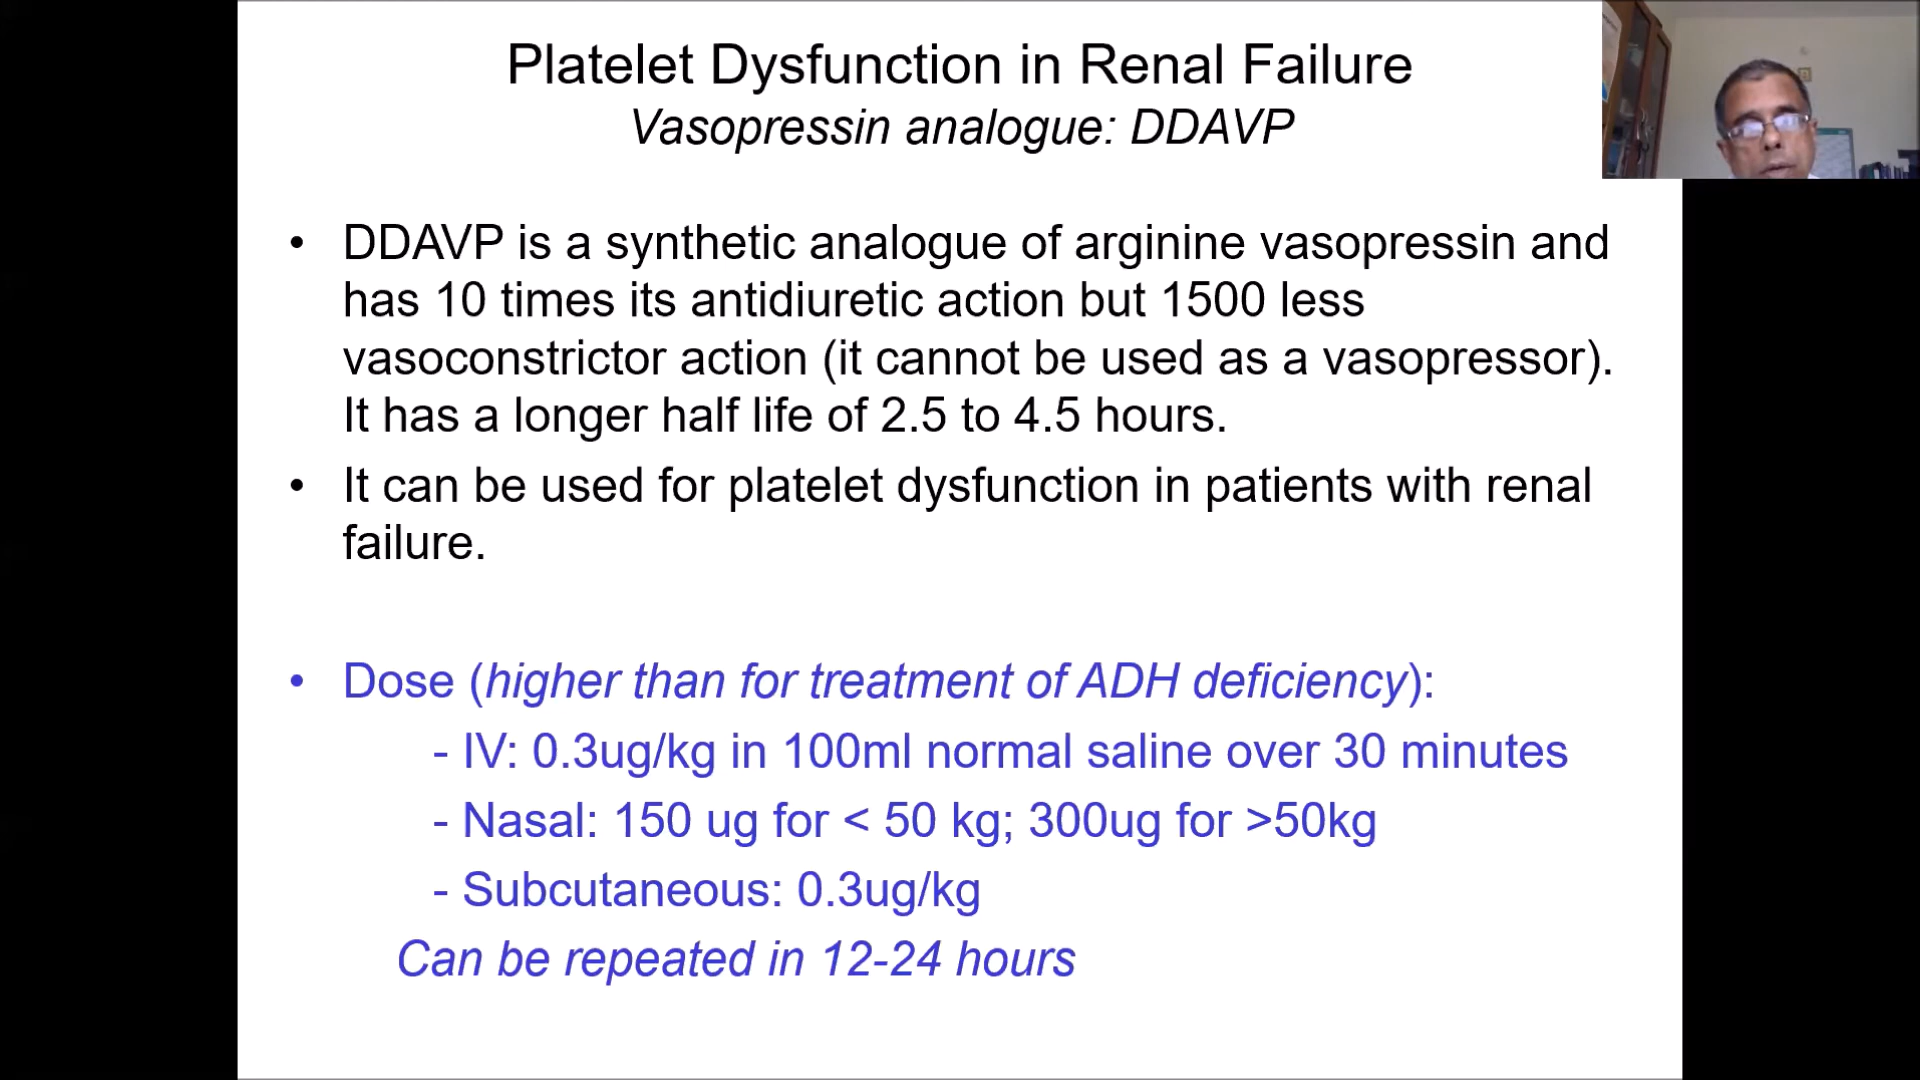 Platelet Dysfunction in Renal Failure
Vasopressin analogue: DDAVP
• DDAVP is a synthetic analogue of arginine vasopressin and
has 10 times its antidiuretic action but 1500 less
vasoconstrictor action (it cannot be used as a vasopressor).
It has a longer half life of 2.5 to 4.5 hours.
• It can be used for platelet dysfunction in patients with renal
failure.
• Dose (higher than for treatment of ADH deficiency):
- IV: 0.3ug/kg in 100ml normal saline over 30 minutes
- Nasal: 150 ug for < 50 kg; 300ug for >50kg
- Subcutaneous: 0.3ug/kg
Can be repeated in 12-24 hours